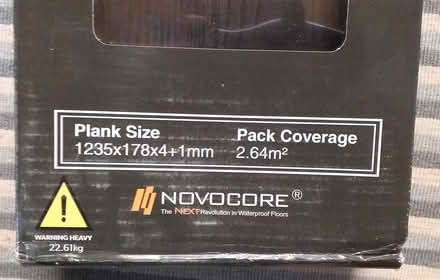 Plank Size Pack Coverage
1235x178x4+1mm 2.64m²
NOVOCORE®
The NEXT Revolution in Waterproof Floors
WARNING HEAVY
22.61kg